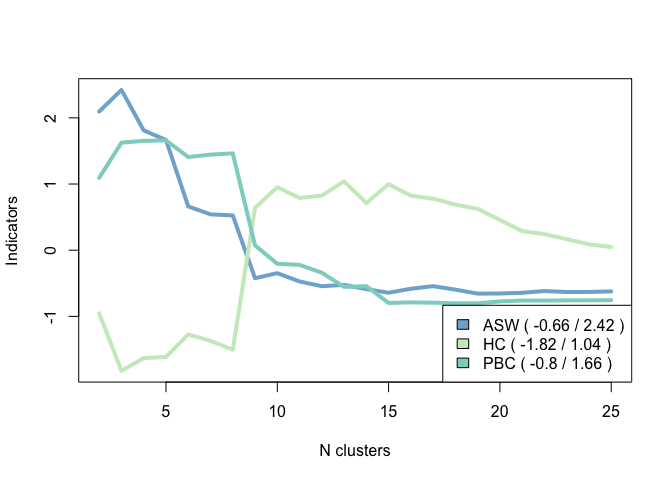 Indicators
2
1
0
-1
ASW ( -0.66 / 2.42 )
HC ( -1.82 / 1.04 )
PBC ( -0.8 / 1.66 )
5 10 15 20 25
N clusters